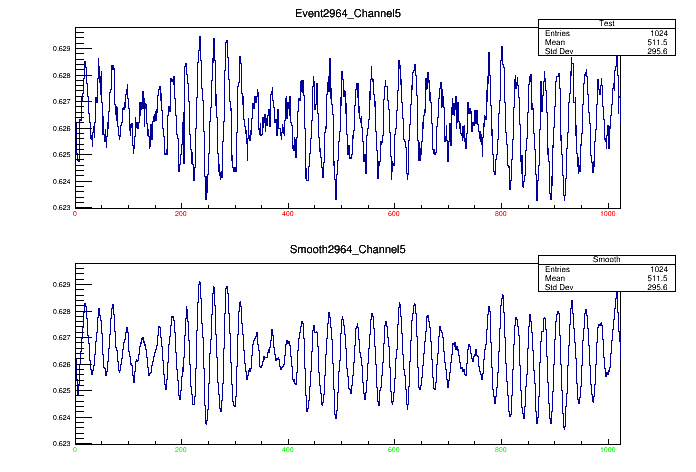 Event2964_Channel5
Test
Entries 1024
Mean 511.5
Std Dev 295.6
0.629
0.628
0.627
0.626
0.625
0.624
0.623
0 200 400 600 800 1000
Smooth2964_Channel5
Smooth
Entries 1024
Mean 511.5
Std Dev 295.6
0.629
0.628
0.627
0.626
0.625
0.624
0.623
0 200 400 600 800 1000